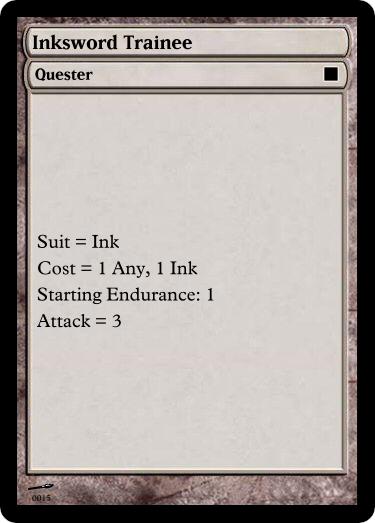 Inksword Trainee
Quester
Suit = Ink
Cost = 1 Any, 1 Ink
Starting Endurance: 1
Attack = 3
0015